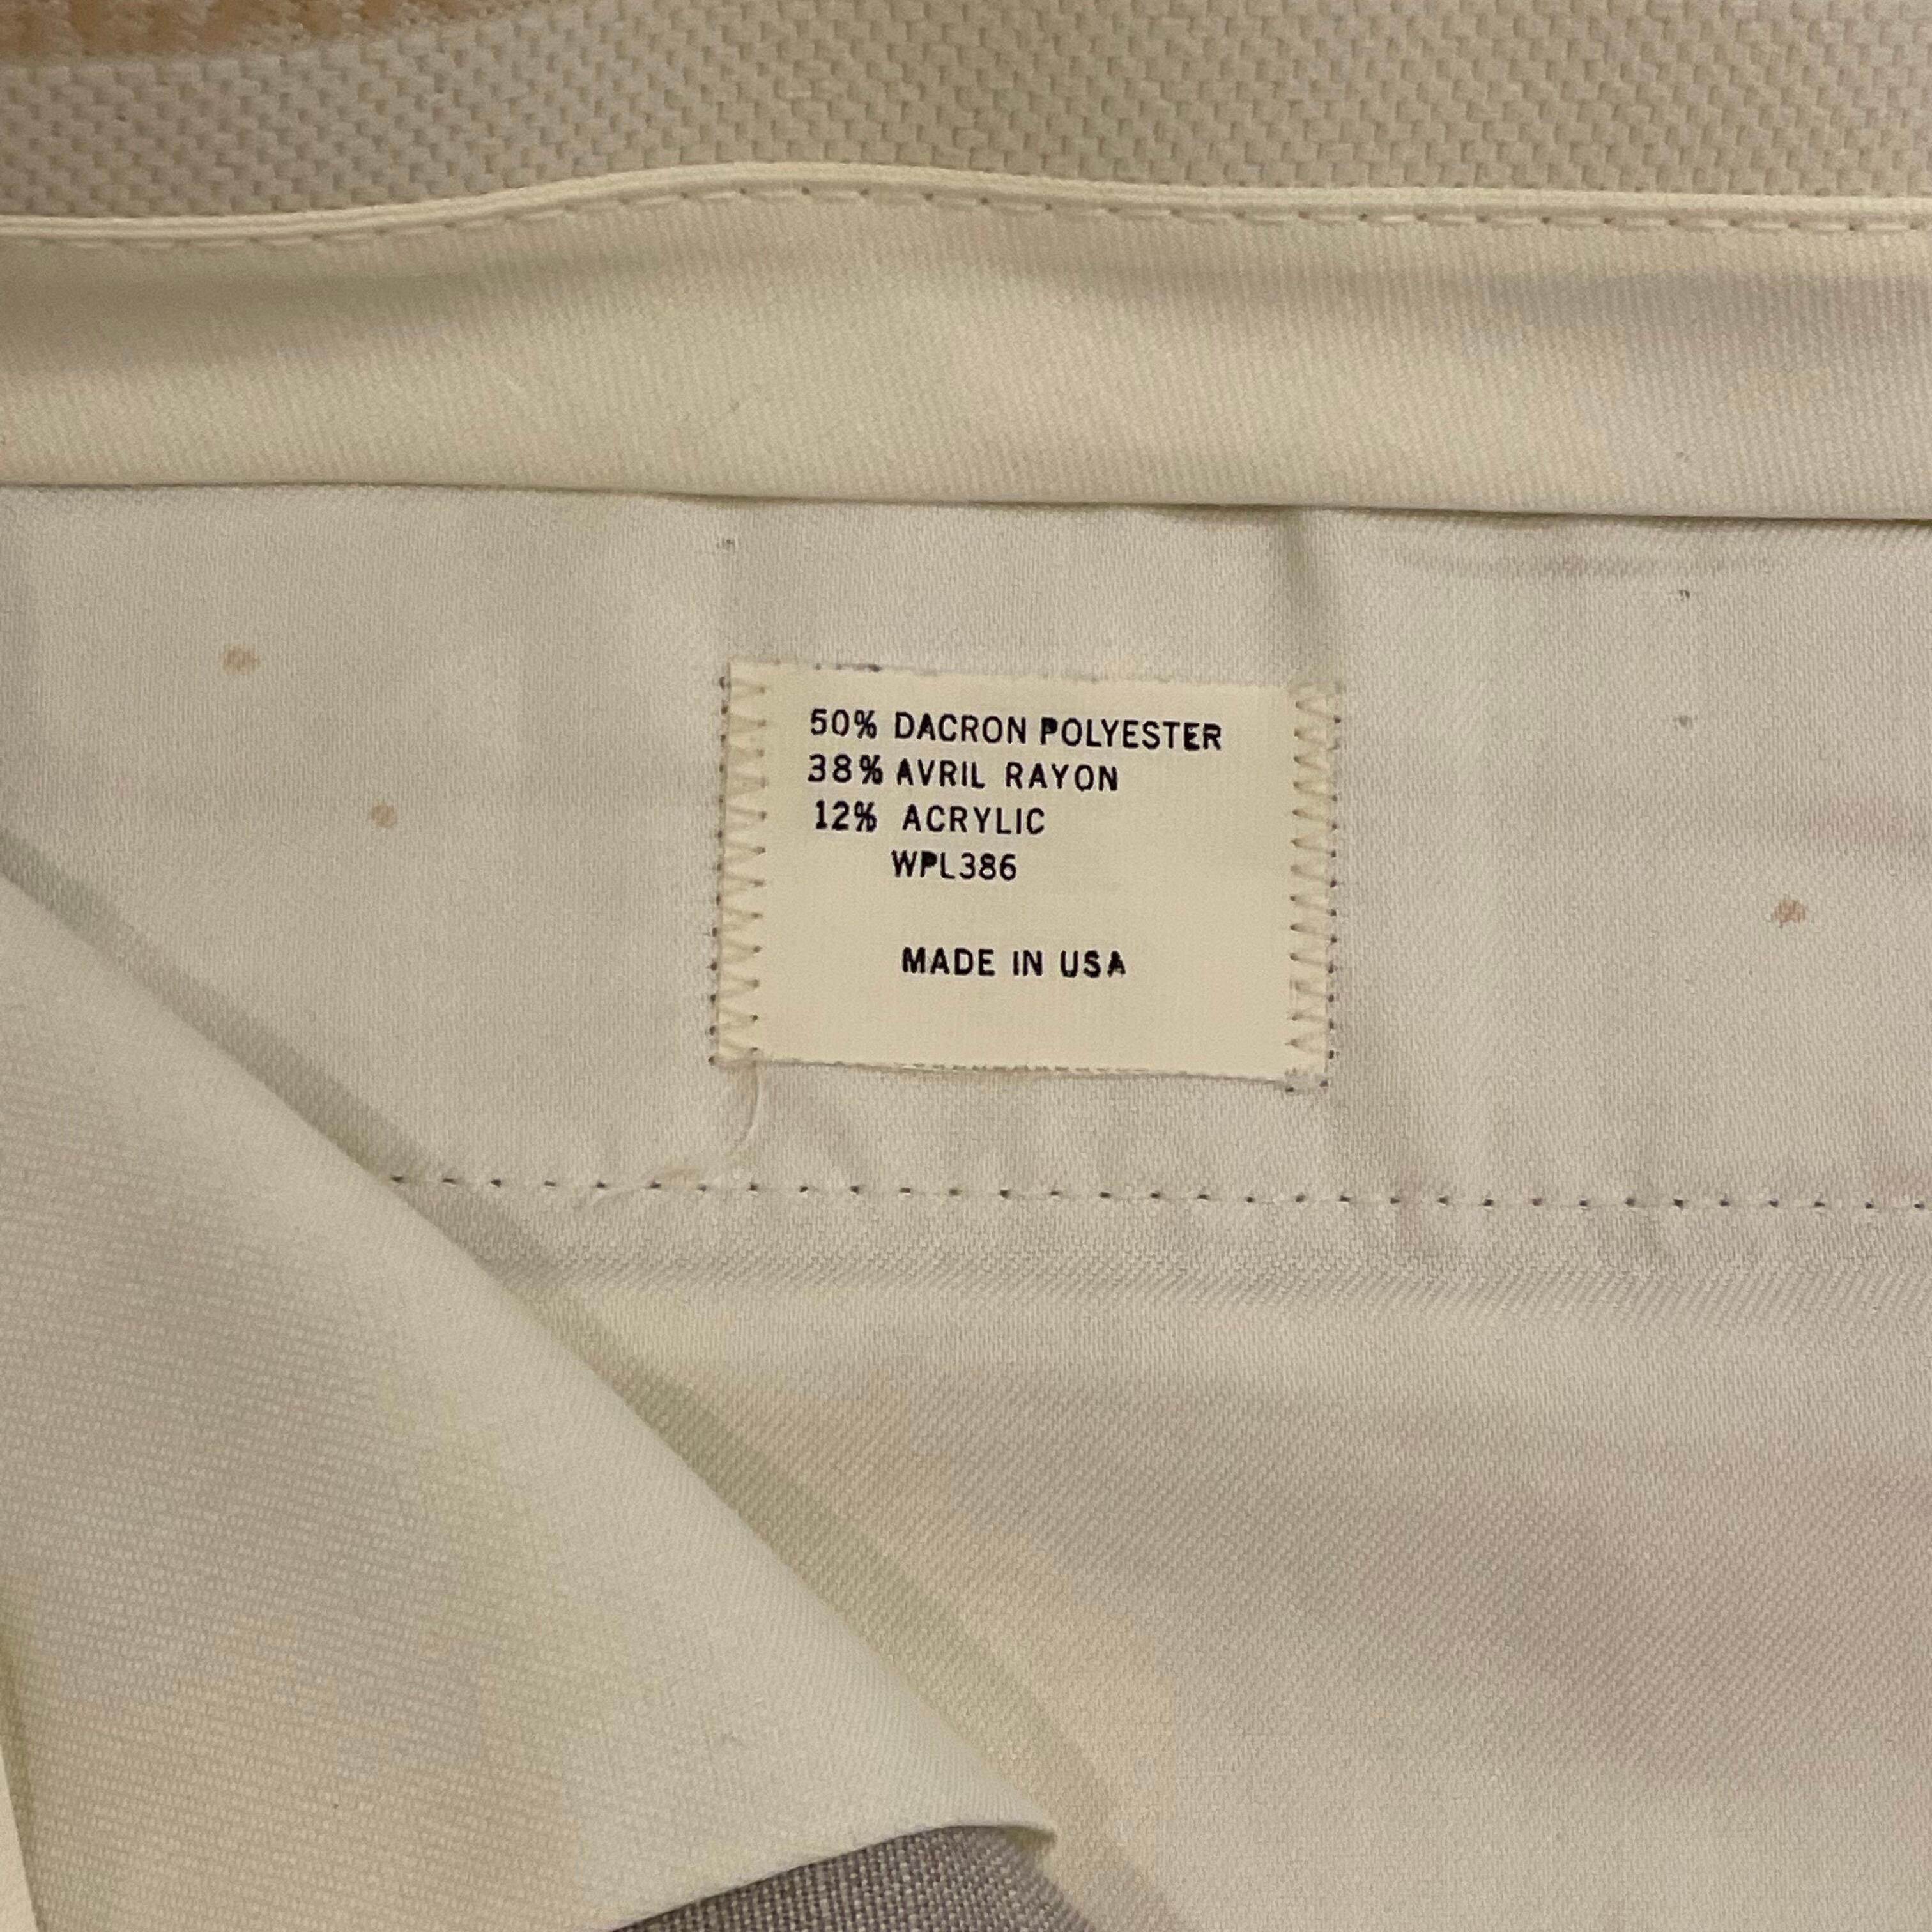 50% DACRON POLYESTER
38% AVRIL RAYON
12% ACRYLIC
WPL386
MADE IN USA